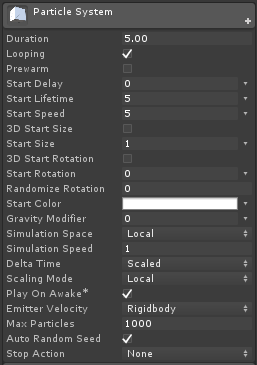 Particle System
Duration 5.00
Looping
Prewarm
Start Delay 0
Start Lifetime 5
Start Speed 5
3D Start Size
Start Size 1
3D Start Rotation
Start Rotation 0
Randomize Rotation 0
Start Color
Gravity Modifier 0
Simulation Space Local
Simulation Speed 1
Delta Time Scaled
Scaling Mode Local
Play On Awake*
Emitter Velocity Rigidbody
Max Particles 1000
Auto Random Seed
Stop Action None